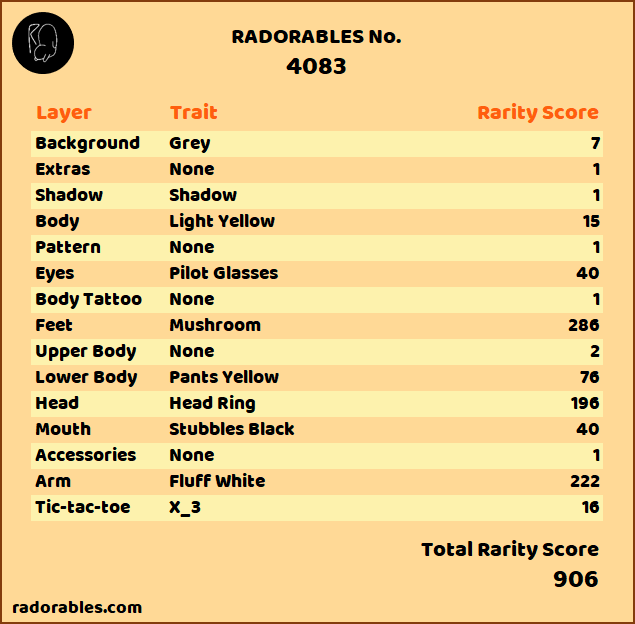 RADORABLES No.
4083
Layer Trait Rarity Score
Background Grey 7
Extras None 1
Shadow Shadow 1
Body Light Yellow 15
Pattern None 1
Eyes Pilot Glasses 40
Body Tattoo None 1
Feet Mushroom 286
Upper Body None 2
Lower Body Pants Yellow 76
Head Head Ring 196
Mouth Stubbles Black 40
Accessories None 1
Arm Fluff White 222
Tic-tac-toe X_3 16
Total Rarity Score
906
radorables.com